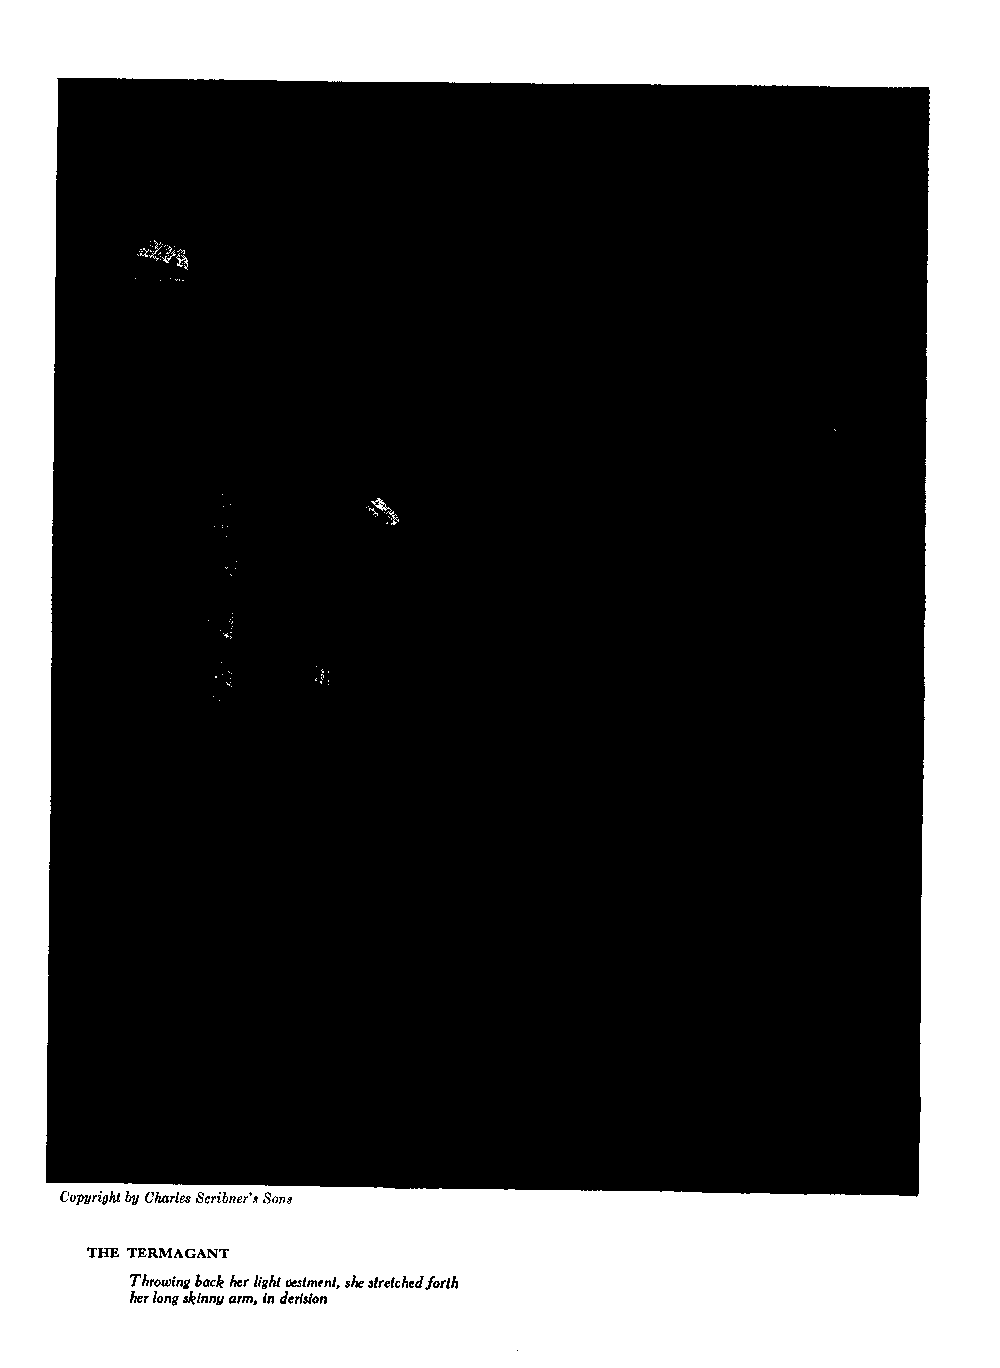 Copyright by Charles Scribner's Sons
THE TERMAGANT
Throwing back her light vestment, she stretched forth
her long skinny arm, in derision